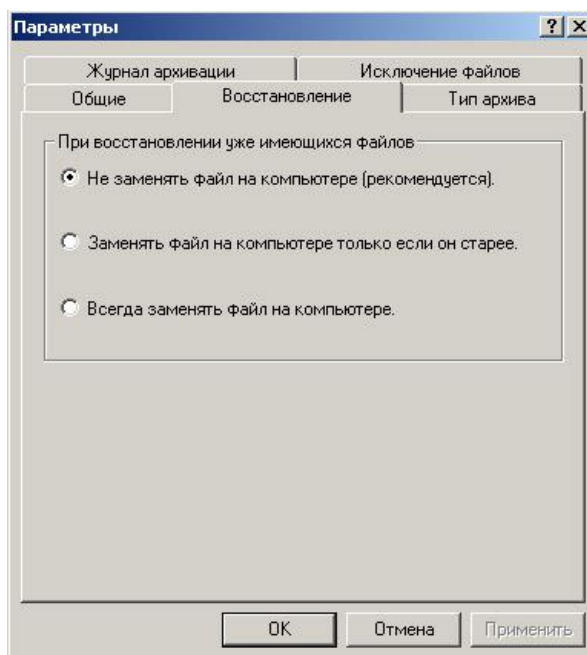 Параметры
Журнал архивации
Исключение файлов
Общие
Восстановление
Тип архива
При восстановлении уже имеющихся файлов
Не заменять файл на компьютере (рекомендуется).
Заменять файл на компьютере только если он старее.
Всегда заменять файл на компьютере.
OK
Отмена
Применить